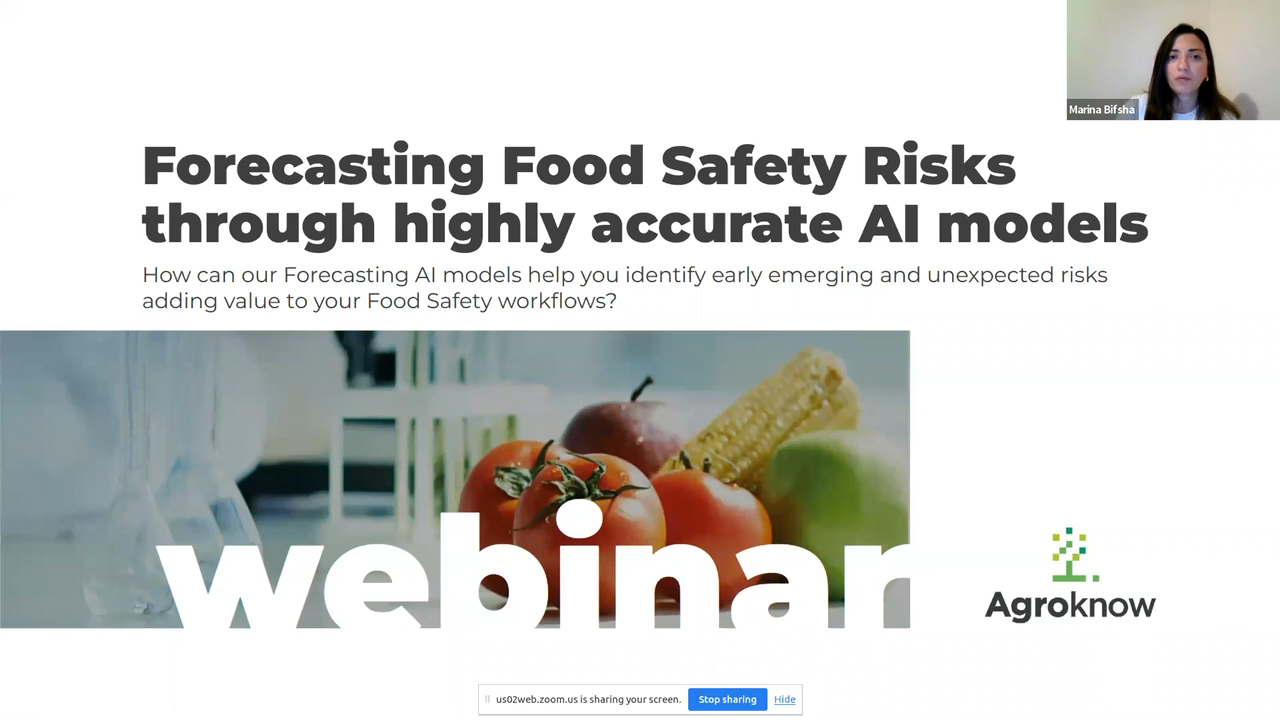 Marina Bifsha
Forecasting Food Safety Risks
through highly accurate AI models
How can our Forecasting AI models help you identify early emerging and unexpected risks
adding value to your Food Safety workflows?
webinar
Agroknow
us02web.zoom.us is sharing your screen.
Stop sharing
Hide